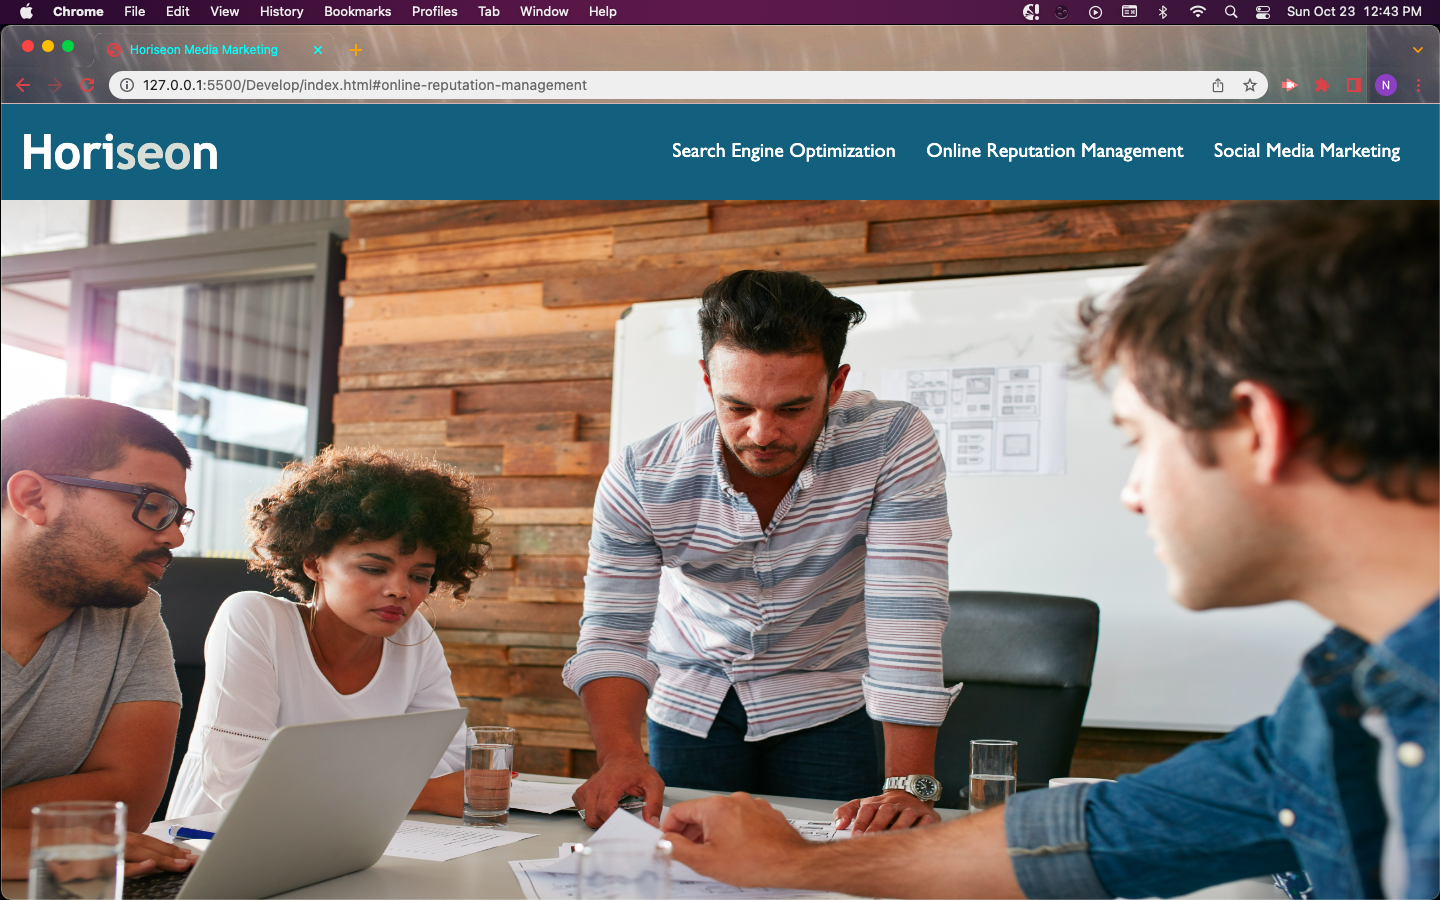 Chrome File Edit View History Bookmarks Profiles Tab Window Help Sun Oct 23 12:43 PM
Horiseon Media Marketing
127.0.0.1:5500/Develop/index.html#online-reputation-management N
Horiseon Search Engine Optimization Online Reputation Management Social Media Marketing